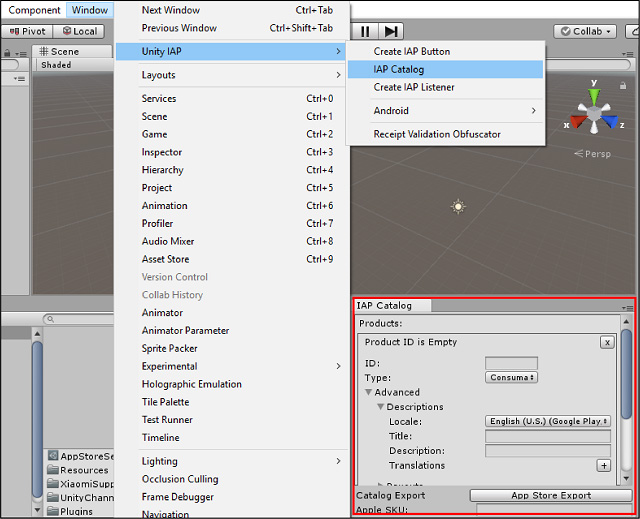 Component Window
Pivot Local
Collab
Scene
Shaded
Next Window Ctrl+Tab
Previous Window Ctrl+Shift+Tab
Unity IAP
Layouts
Services Ctrl+0
Scene Ctrl+1
Game Ctrl+2
Inspector Ctrl+3
Hierarchy Ctrl+4
Project Ctrl+5
Animation Ctrl+6
Profiler Ctrl+7
Audio Mixer Ctrl+8
Asset Store Ctrl+9
Version Control
Collab History
Animator
Animator Parameter
Sprite Packer
Experimental
Holographic Emulation
Tile Palette
Test Runner
Timeline
Lighting
Occlusion Culling
Frame Debugger
Navigation
Create IAP Button
IAP Catalog
Create IAP Listener
Android
Receipt Validation Obfuscator
y
x z
Persp
AppStoreSe
Resources
XiaomiSupp
UnityChann
Plugins
IAP Catalog
Products:
Product ID is Empty x
ID:
Type: Consuma
Advanced
Descriptions
Locale: English (U.S.) (Google Play,
Title:
Description:
Translations +
Catalog Export App Store Export
Apple SKU: